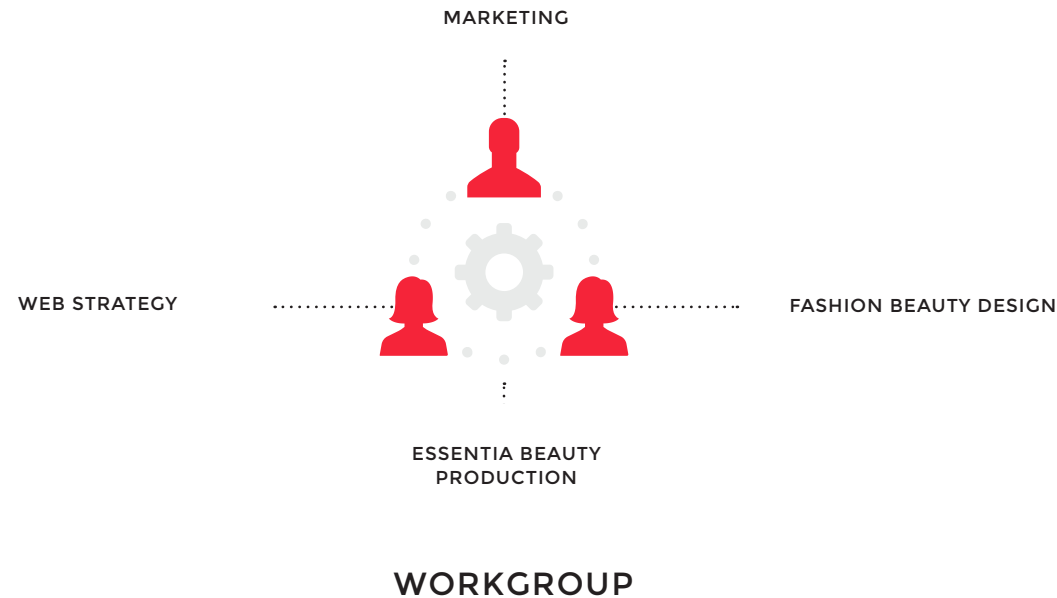 MARKETING
WEB STRATEGY
FASHION BEAUTY DESIGN
ESSENTIA BEAUTY
PRODUCTION
WORKGROUP